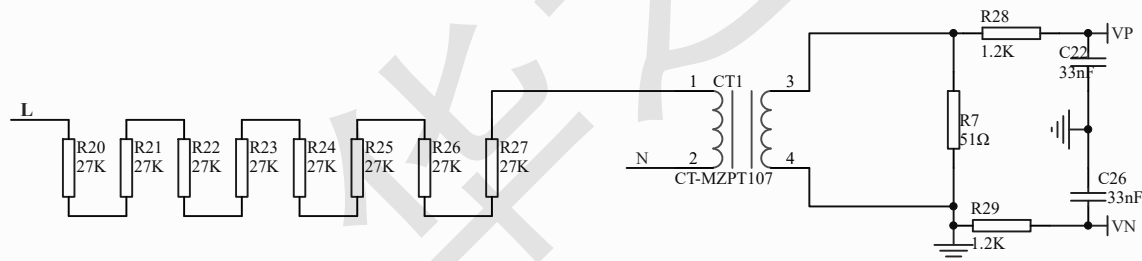 R28
VP
1.2K
C22
33nF
1
CT1
3
L
R20
27K
R21
27K
R22
27K
R23
27K
R24
27K
R25
27K
R26
27K
R27
27K
R7
51Ω
N
2
4
CT-MZPT107
C26
33nF
R29
VN
1.2K
华